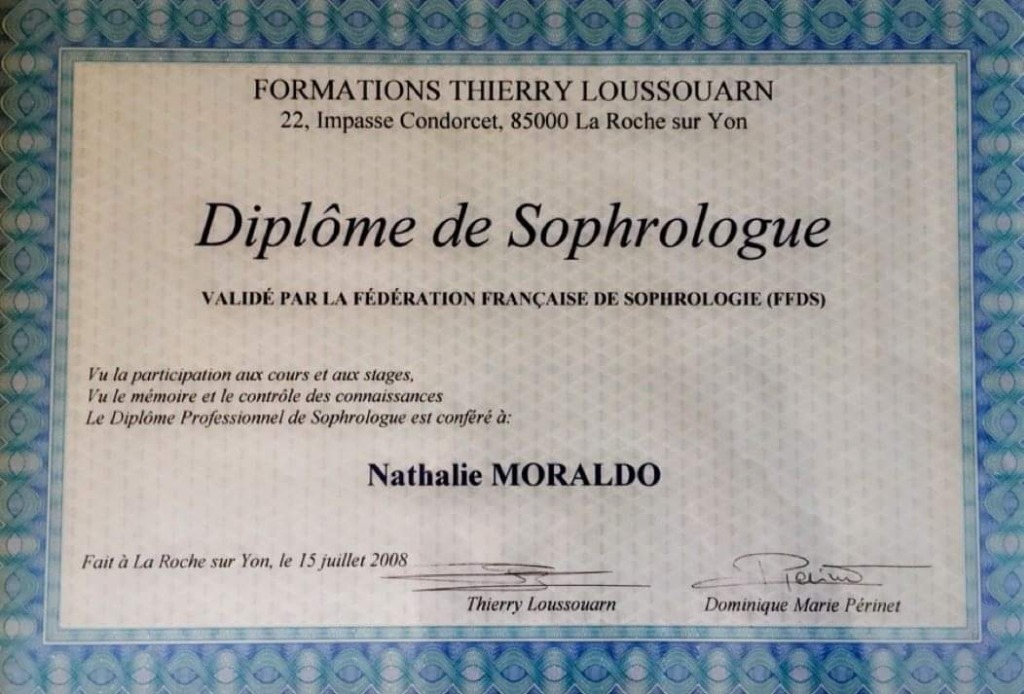 FORMATIONS THIERRY LOUSSOUARN
22, Impasse Condorcet, 85000 La Roche sur Yon
Diplôme de Sophrologue
VALIDÉ PAR LA FÉDÉRATION FRANÇAISE DE SOPHROLOGIE (FFDS)
Vu la participation aux cours et aux stages,
Vu le mémoire et le contrôle des connaissances
Le Diplôme Professionnel de Sophrologue est conféré à:
Nathalie MORALDO
Fait à La Roche sur Yon, le 15 juillet 2008
Thierry Loussouarn
Dominique Marie Périnet